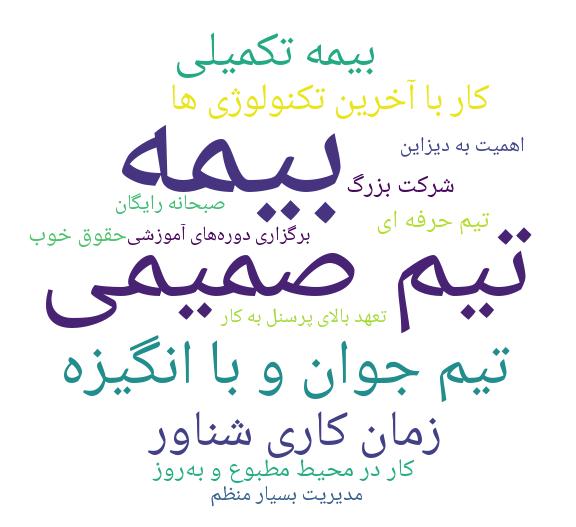 بیمه تکمیلی
کار با آخرین تکنولوژی ها
بیمه
اهمیت به دیزاین
شرکت بزرگ
صبحانه رایگان
تیم حرفه ای
حقوق خوب
برگزاری دوره‌های آموزشی
تیم صمیمی
تعهد بالای پرسنل به کار
تیم جوان و با انگیزه
زمان کاری شناور
کار در محیط مطبوع و به‌روز
مدیریت بسیار منظم